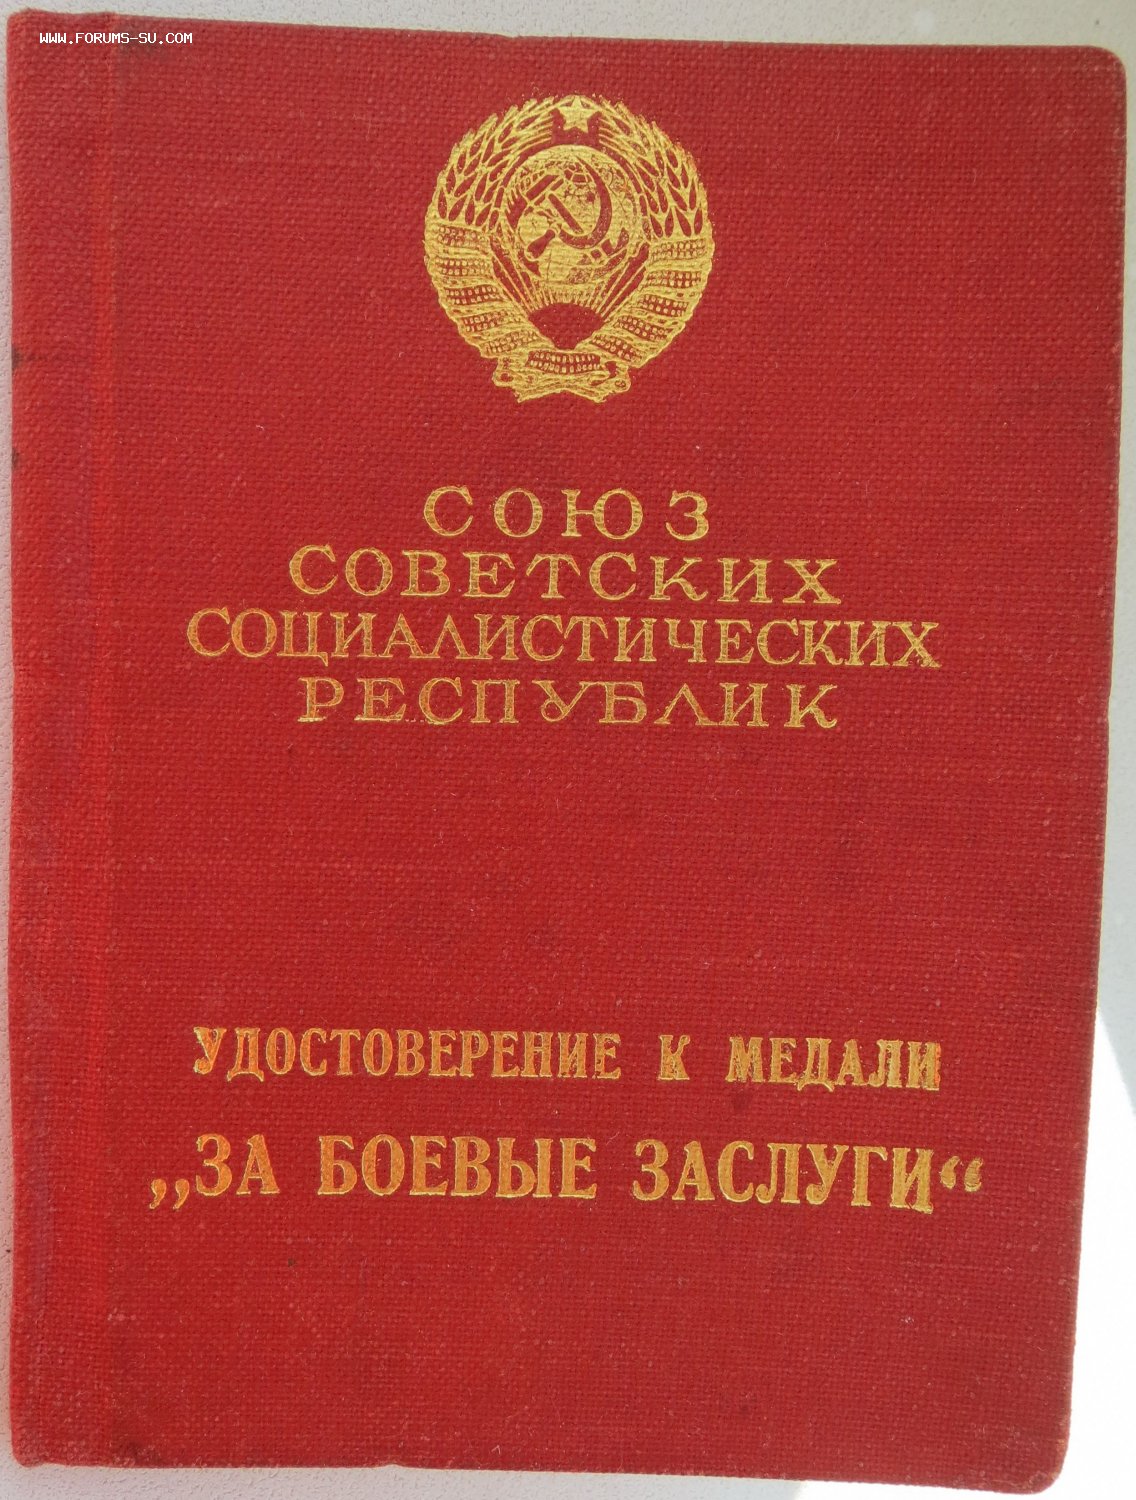 WWW.FORUMS-SU.COM
СОЮЗ
СОВЕТСКИХ
СОЦИАЛИСТИЧЕСКИХ
РЕСПУБЛИК
УДОСТОВЕРЕНИЕ К МЕДАЛИ
„ЗА БОЕВЫЕ ЗАСЛУГИ“